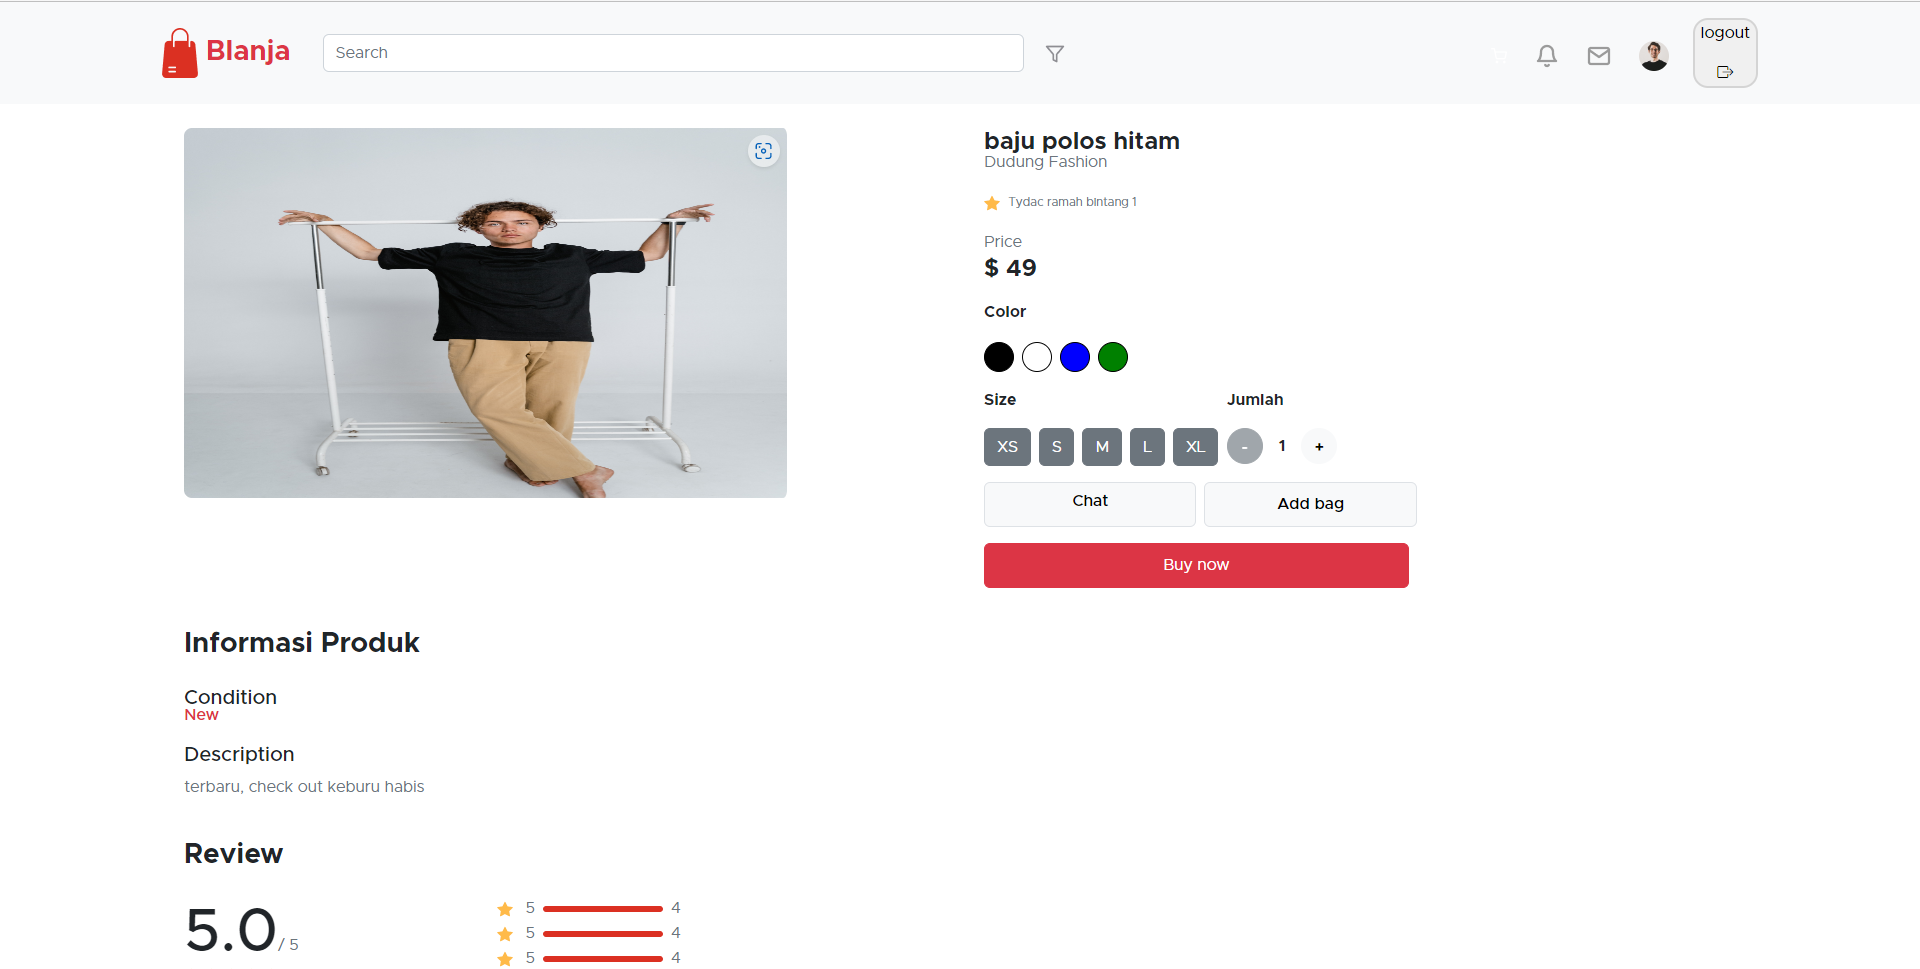 Blanja
Search
logout
baju polos hitam
Dudung Fashion
Tydac ramah bintang 1
Price
$ 49
Color
Size
Jumlah
XS S M L XL - 1 +
Chat
Add bag
Buy now
Informasi Produk
Condition
New
Description
terbaru, check out keburu habis
Review
5.0 / 5
5 4
5 4
5 4